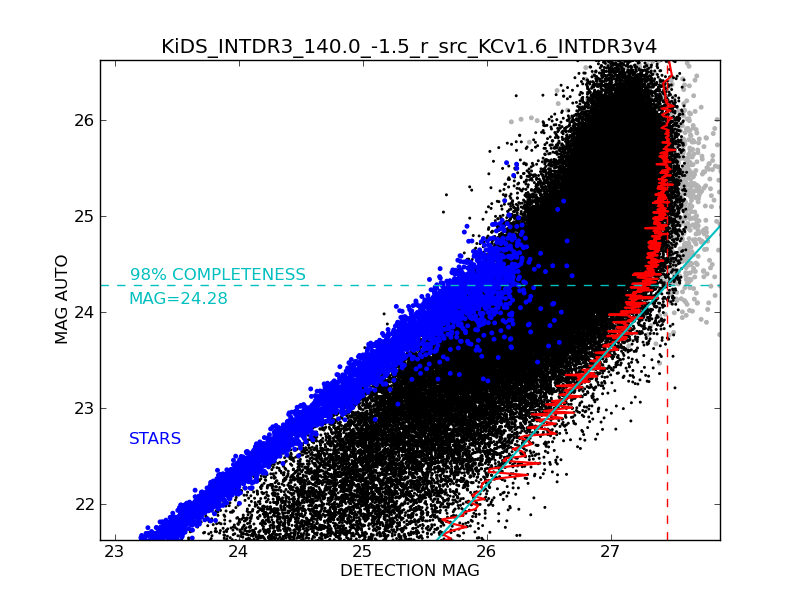 KiDS_INTDR3_140.0_-1.5_r_src_KCv1.6_INTDR3v4
MAG AUTO
26
25
24
23
22
98% COMPLETENESS
MAG=24.28
STARS
23
24
25
26
27
DETECTION MAG